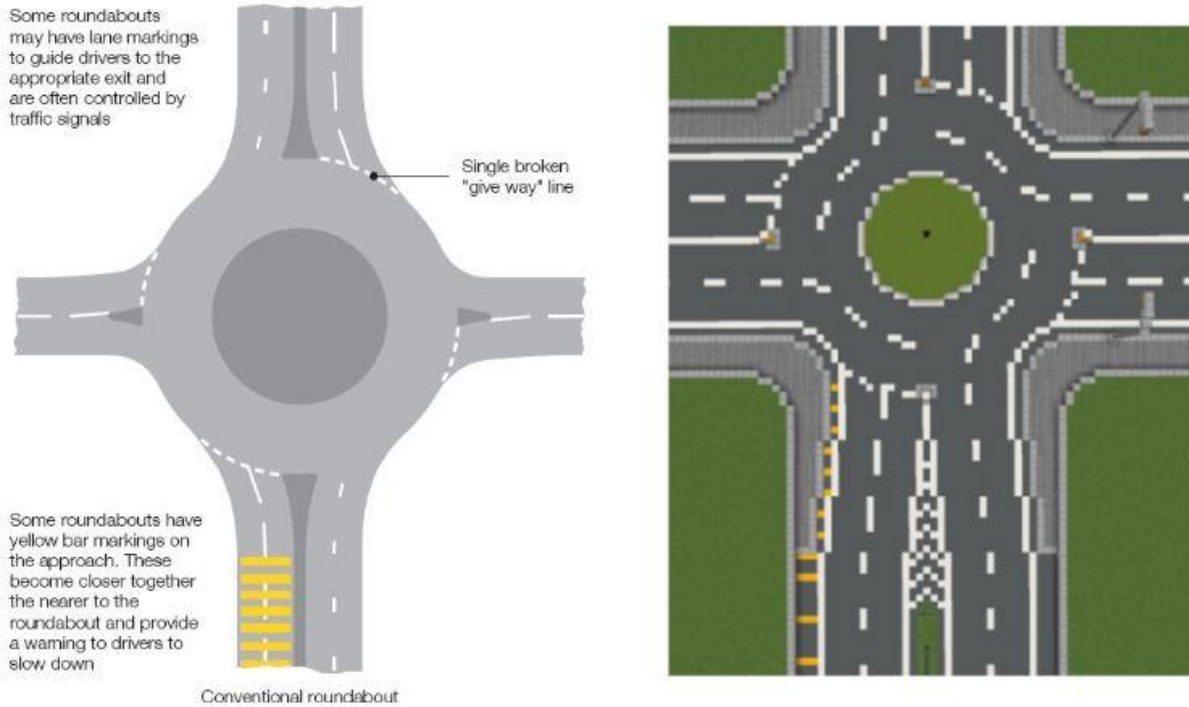 Some roundabouts
may have lane markings
to guide drivers to the
appropriate exit and
are often controlled by
traffic signals
Single broken
"give way" line
Some roundabouts have
yellow bar markings on
the approach. These
become closer together
the nearer to the
roundabout and provide
a warning to drivers to
slow down
Conventional roundabout